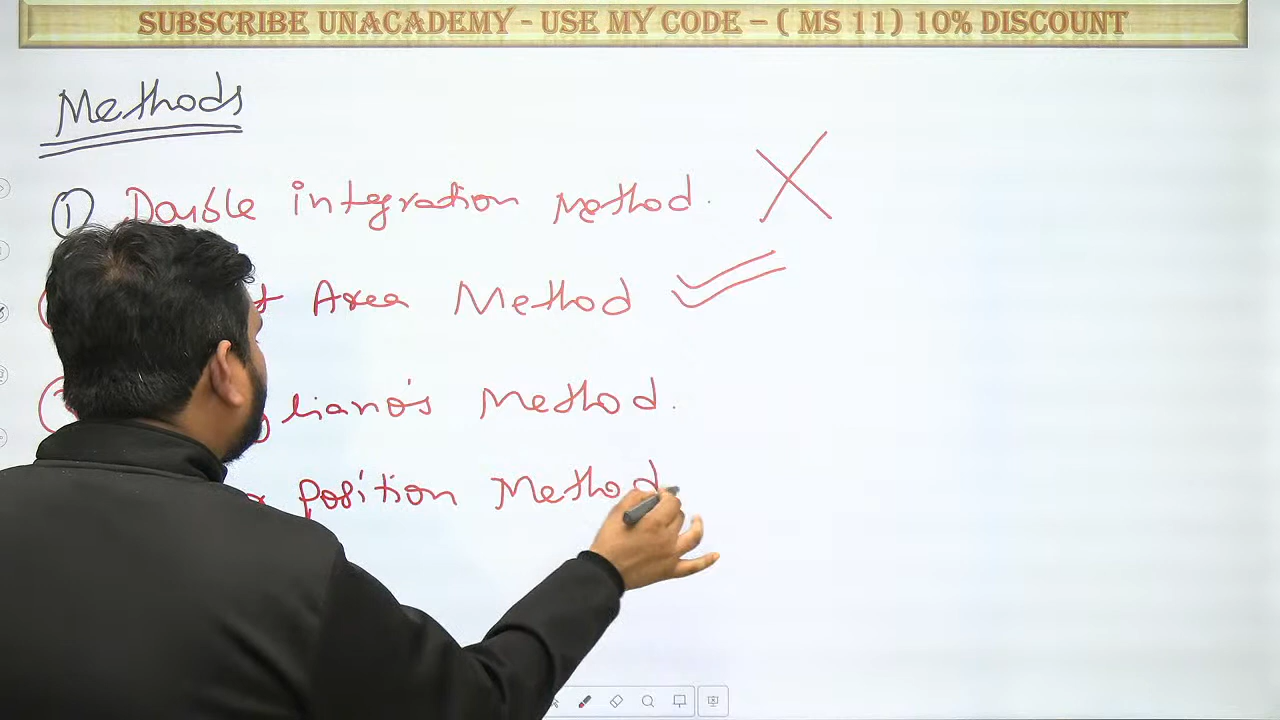 SUBSCRIBE UNACADEMY - USE MY CODE – ( MS 11) 10% DISCOUNT
Methods
① Double integration Method.
Area Method
Method.
position Method